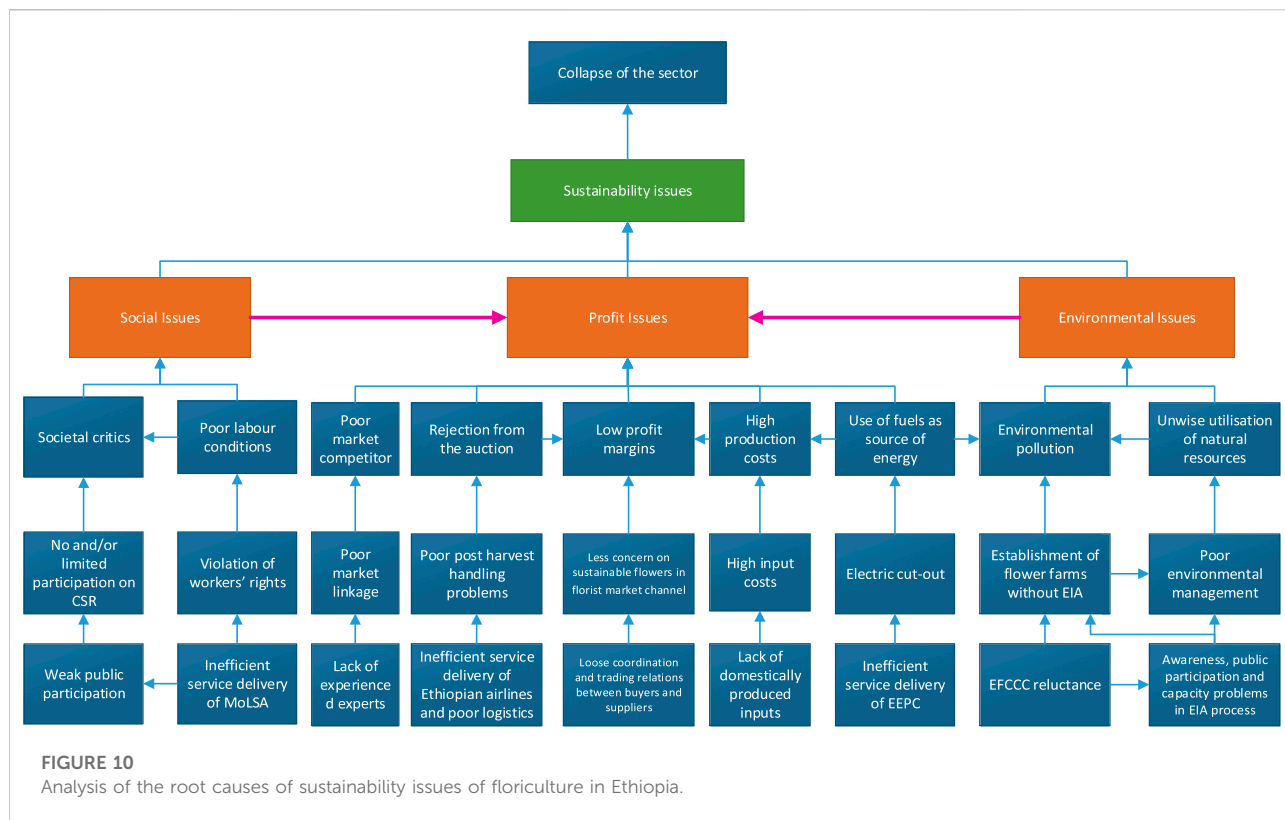 Collapse of the sector
Sustainability issues
Social Issues
Profit Issues
Environmental Issues
Societal critics
Poor labour
conditions
Poor
market
competitor
Rejection from
the auction
Low profit
margins
High
production
costs
Use of fuels as
source of
energy
Environmental
pollution
Unwise utilisation
of natural
resources
No and/or
limited
participation on
CSR
Violation of
workers’ rights
Poor
market
linkage
Poor post harvest
handling
problems
Less concern on
sustainable flowers in
florist market channel
High input
costs
Electric cut-out
Establishment of
flower farms
without EIA
Poor
environmental
management
Weak public
participation
Inefficient
service delivery
of MoLSA
Lack of
experience
d experts
Inefficient service
delivery of
Ethiopian airlines
and poor logistics
Loose coordination
and trading relations
between buyers and
suppliers
Lack of
domestically
produced
inputs
Inefficient
service delivery
of EEPC
EFCCC reluctance
Awareness, public
participation and
capacity problems
in EIA process
FIGURE 10
Analysis of the root causes of sustainability issues of floriculture in Ethiopia.